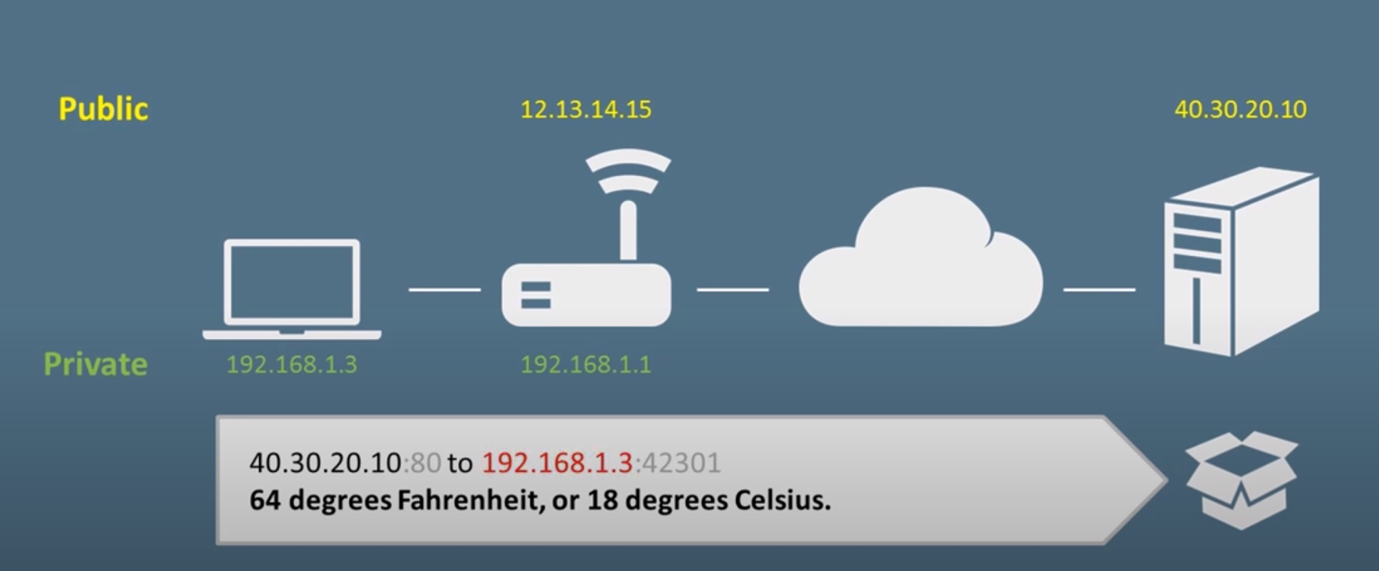 Public
12.13.14.15
40.30.20.10
Private
192.168.1.3
192.168.1.1
40.30.20.10:80 to 192.168.1.3:42301
64 degrees Fahrenheit, or 18 degrees Celsius.